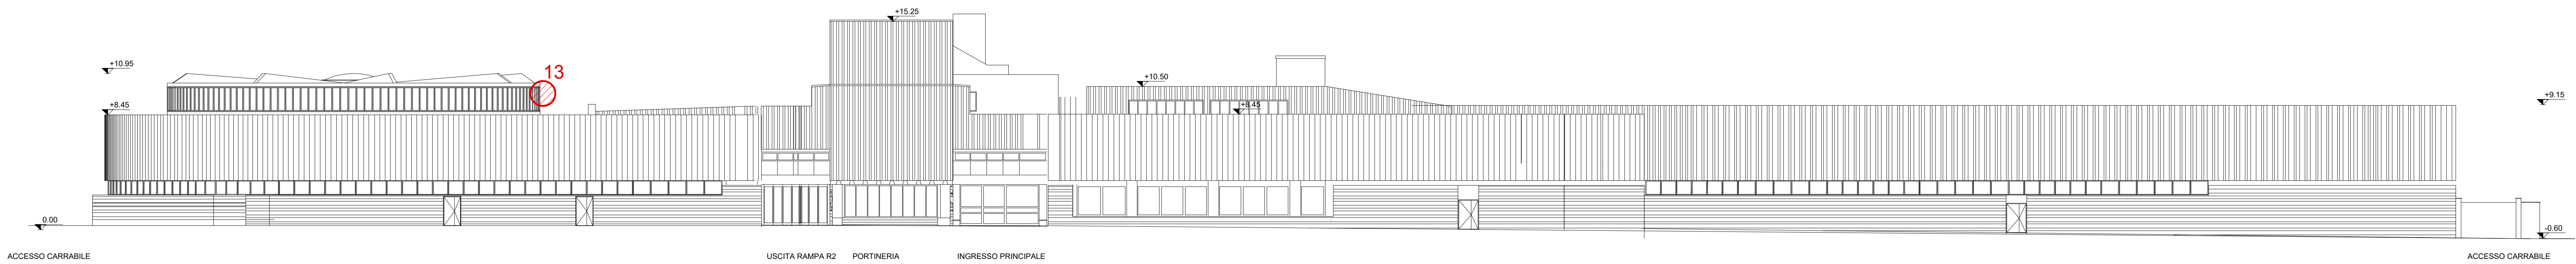 +15.25
13
+10.95
+10.50
+9.15
+8.45
+8.45
0.00
-0.60
ACCESSO CARRABILE
USCITA RAMPA R2
PORTINERIA
INGRESSO PRINCIPALE
ACCESSO CARRABILE